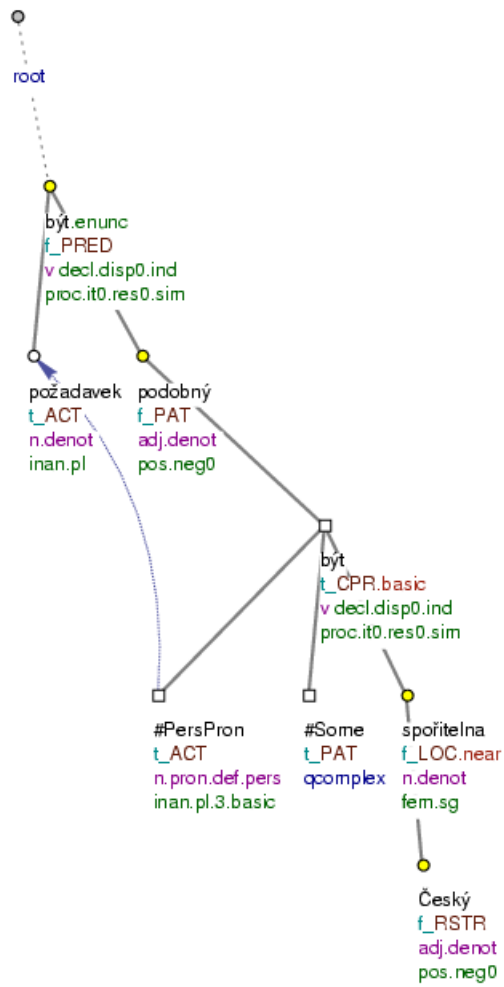 root
být.enunc
f_PRED
v decl.disp0.ind
proc.it0.res0.sim
požadavek
t_ACT
n.denot
inan.pl
podobný
f_PAT
adj.denot
pos.neg0
být
t_CPR.basic
v decl.disp0.ind
proc.it0.res0.sim
#PersPron
t_ACT
n.pron.def.pers
inan.pl.3.basic
#Some
t_PAT
qcomplex
spořitelna
f_LOC.near
n.denot
fem.sg
Český
f_RSTR
adj.denot
pos.neg0